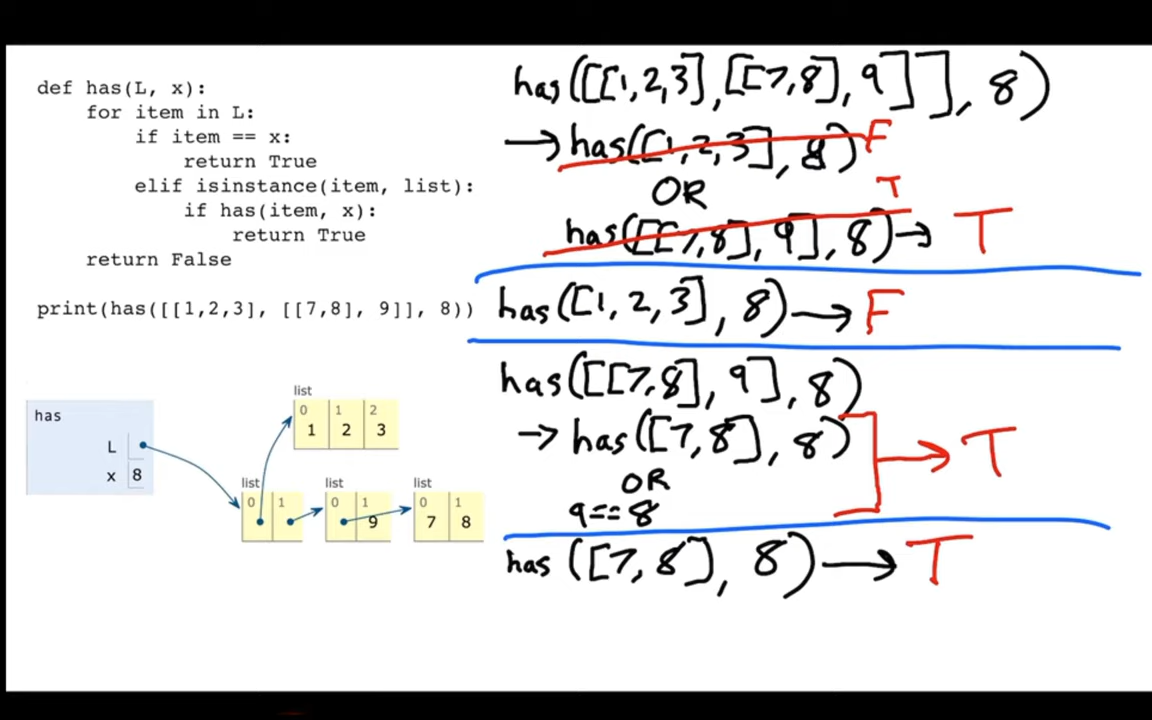 def has(L, x):
    for item in L:
        if item == x:
            return True
        elif isinstance(item, list):
            if has(item, x):
                return True
    return False
print(has([[1,2,3], [[7,8], 9]], 8))
has
L
x 8
list
0 1 2
1 2 3
list
0 1
list
0 1
9
list
0 1
7 8
has([[1,2,3],[[7,8],9]], 8)
→ has([1,2,3], 8) F
OR
T
has([[7,8], 9], 8) → T
has([1, 2, 3], 8) → F
has([[7,8], 9], 8)
→ has([7,8], 8)
→ T
OR
9==8
has ([7, 8], 8) → T